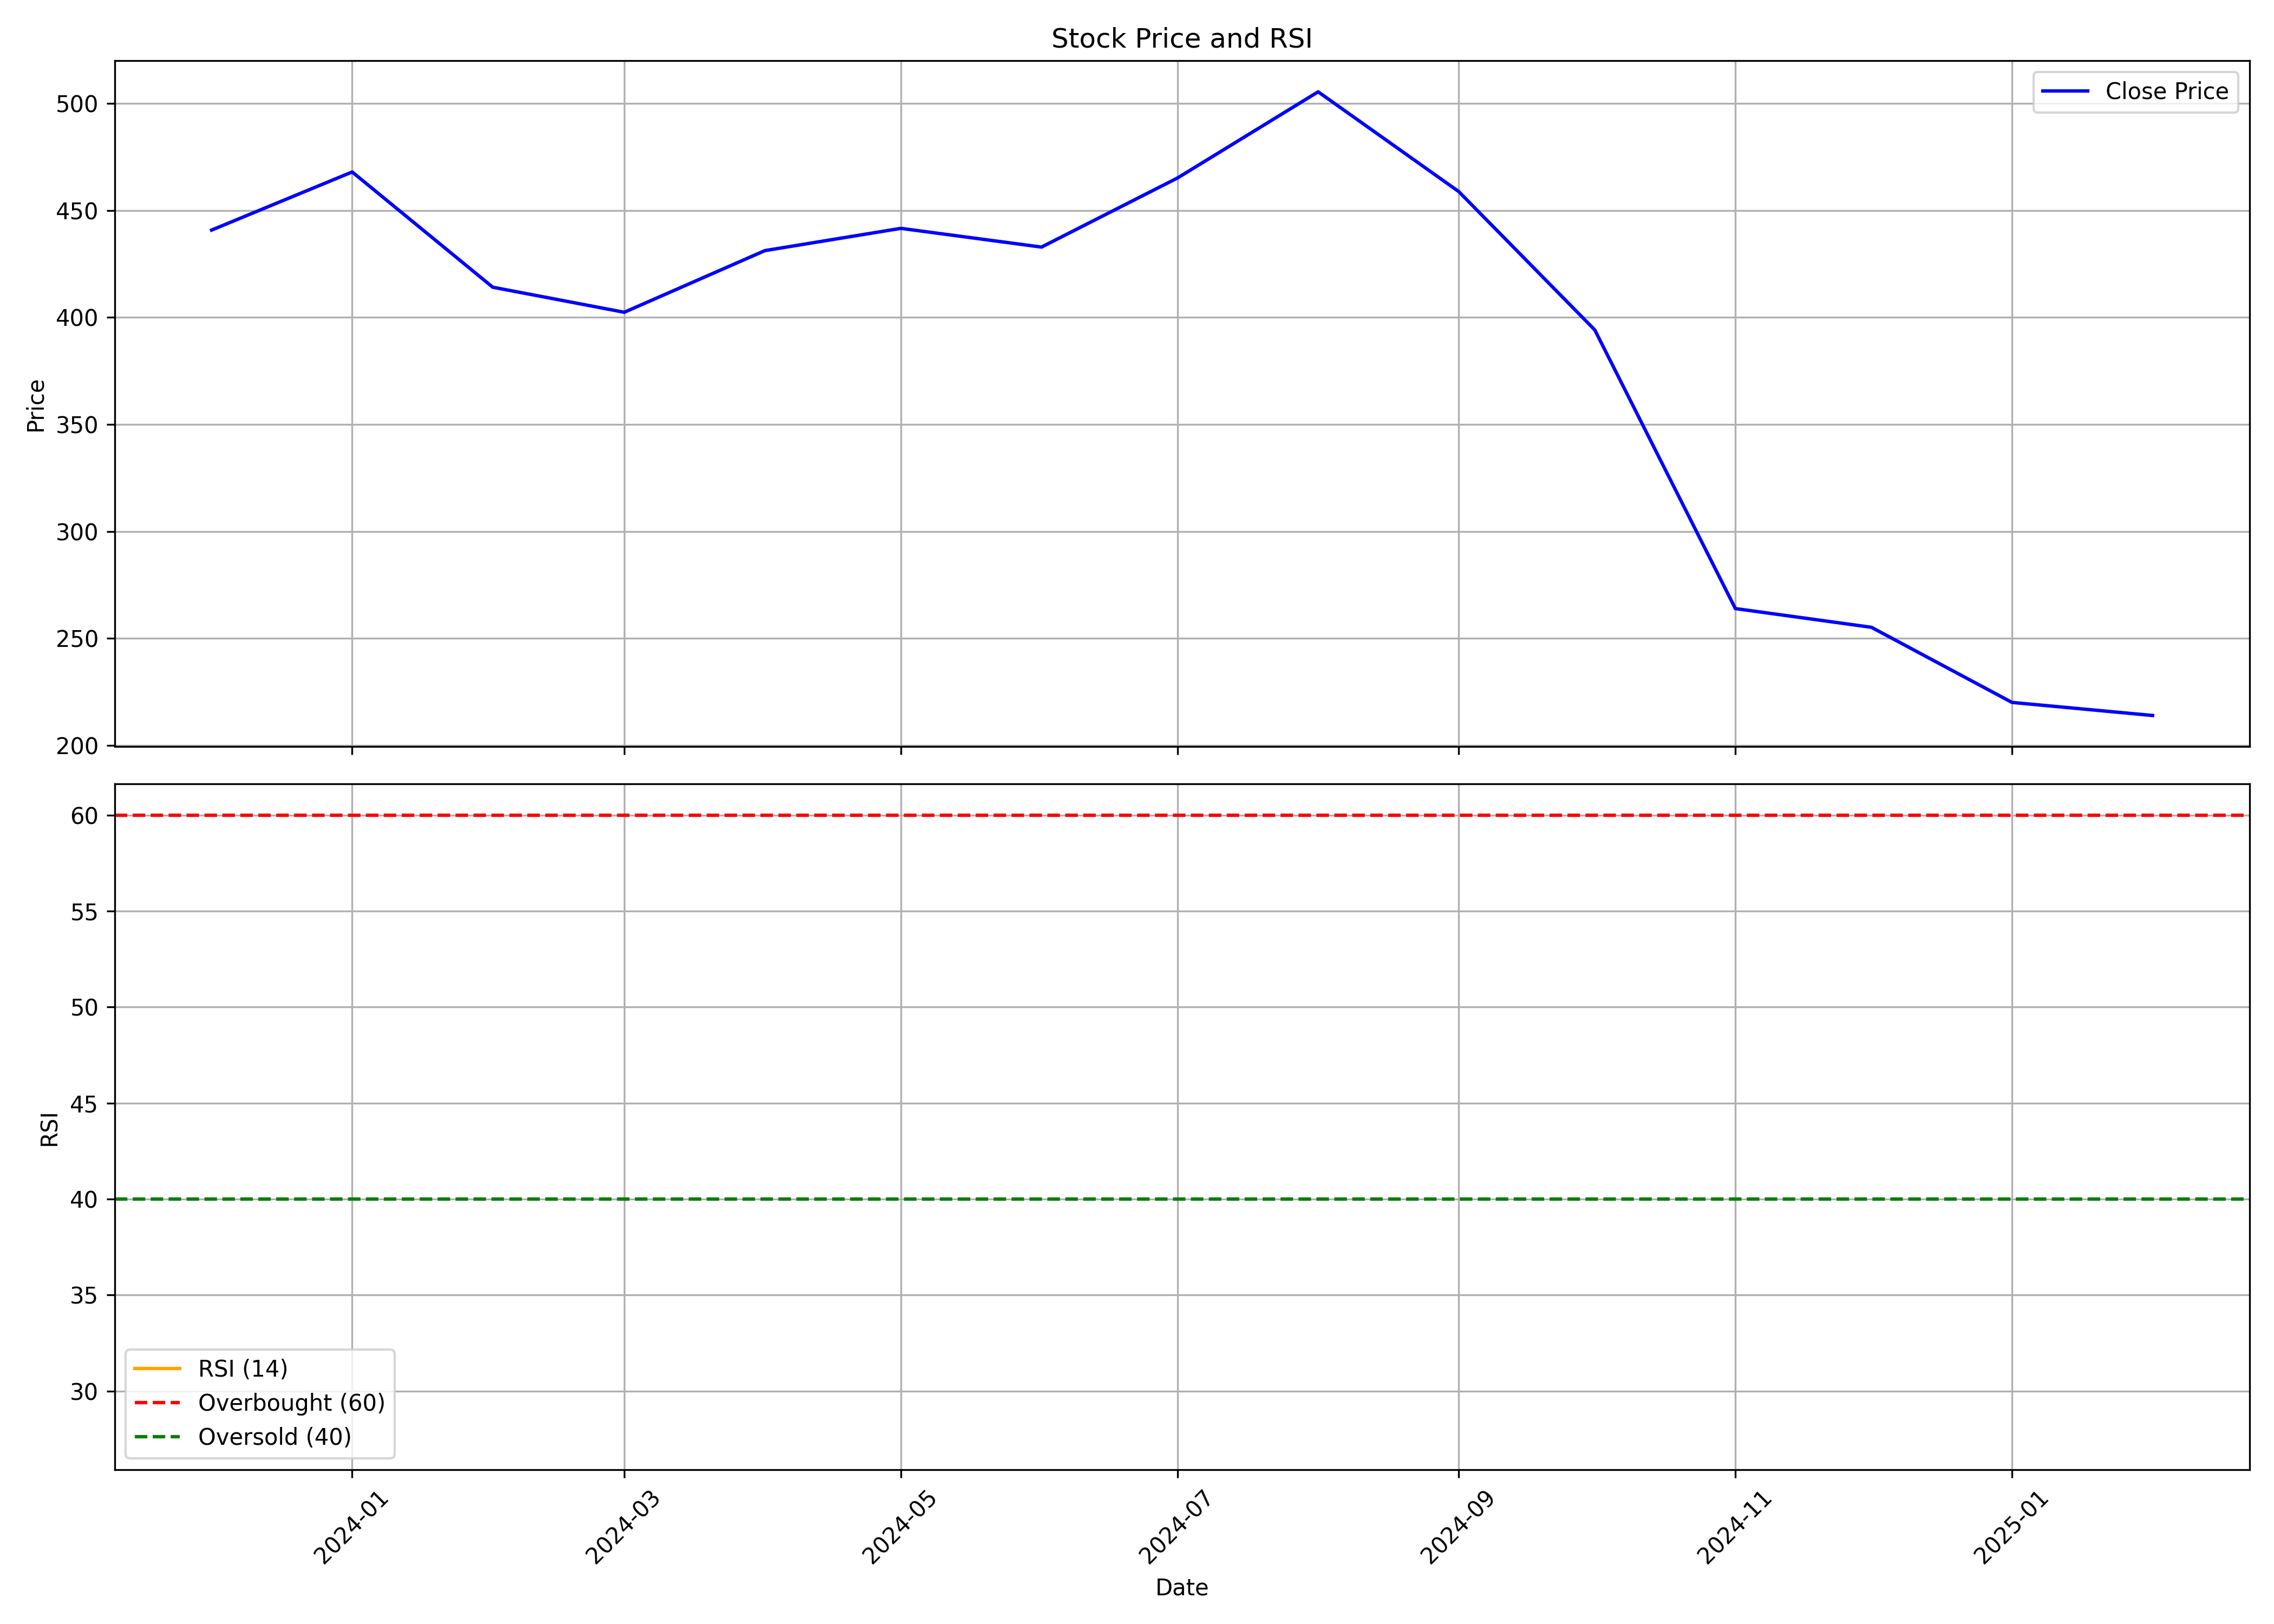 Stock Price and RSI
Close Price
500
450
400
350
300
250
200
Price
60
55
50
45
40
35
30
RSI
RSI (14)
Overbought (60)
Oversold (40)
2024-01
2024-03
2024-05
2024-07
2024-09
2024-11
2025-01
Date